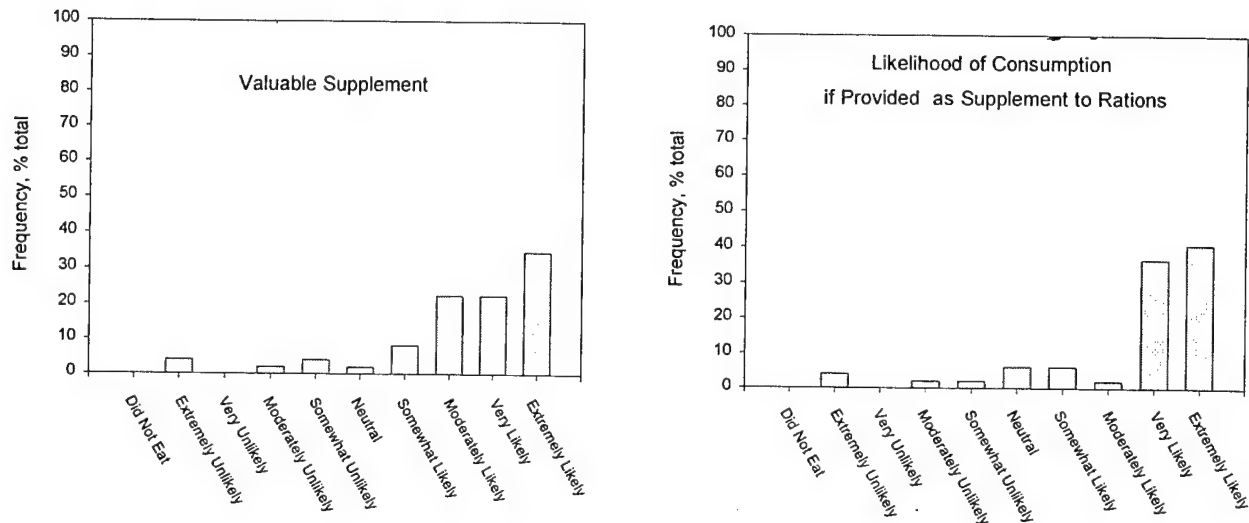 Valuable Supplement
Frequency, % total
100
90
80
70
60
50
40
30
20
10
0
Did Not Eat
Extremely Unlikely
Very Unlikely
Moderately Unlikely
Somewhat Unlikely
Neutral
Somewhat Likely
Moderately Likely
Very Likely
Extremely Likely
Likelihood of Consumption
if Provided as Supplement to Rations
Frequency, % total
100
90
80
70
60
50
40
30
20
10
0
Did Not Eat
Extremely Unlikely
Very Unlikely
Moderately Unlikely
Somewhat Unlikely
Neutral
Somewhat Likely
Moderately Likely
Very Likely
Extremely Likely